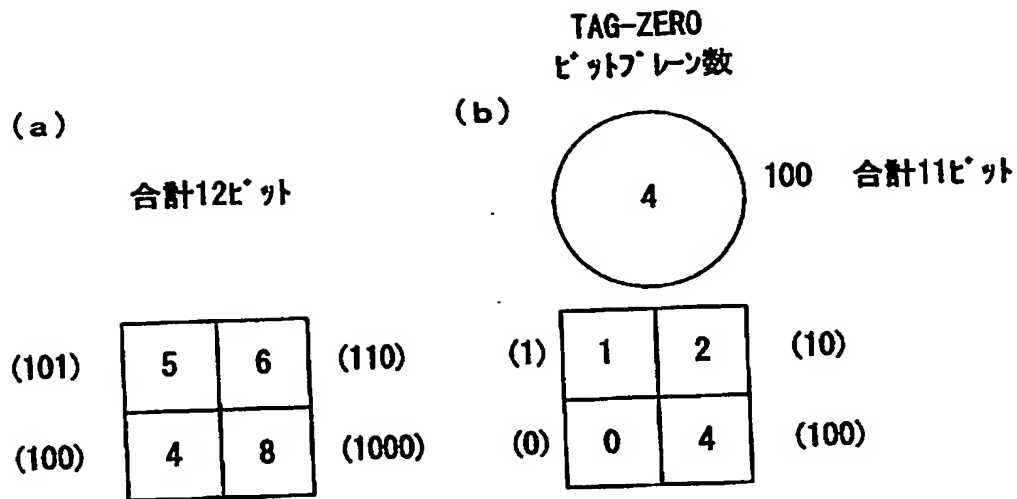 TAG-ZERO
ビットプレーン数
(a)
(b)
合計12ビット
4
100 合計11ビット
(101) 5 6 (110)
(100) 4 8 (1000)
(1) 1 2 (10)
(0) 0 4 (100)